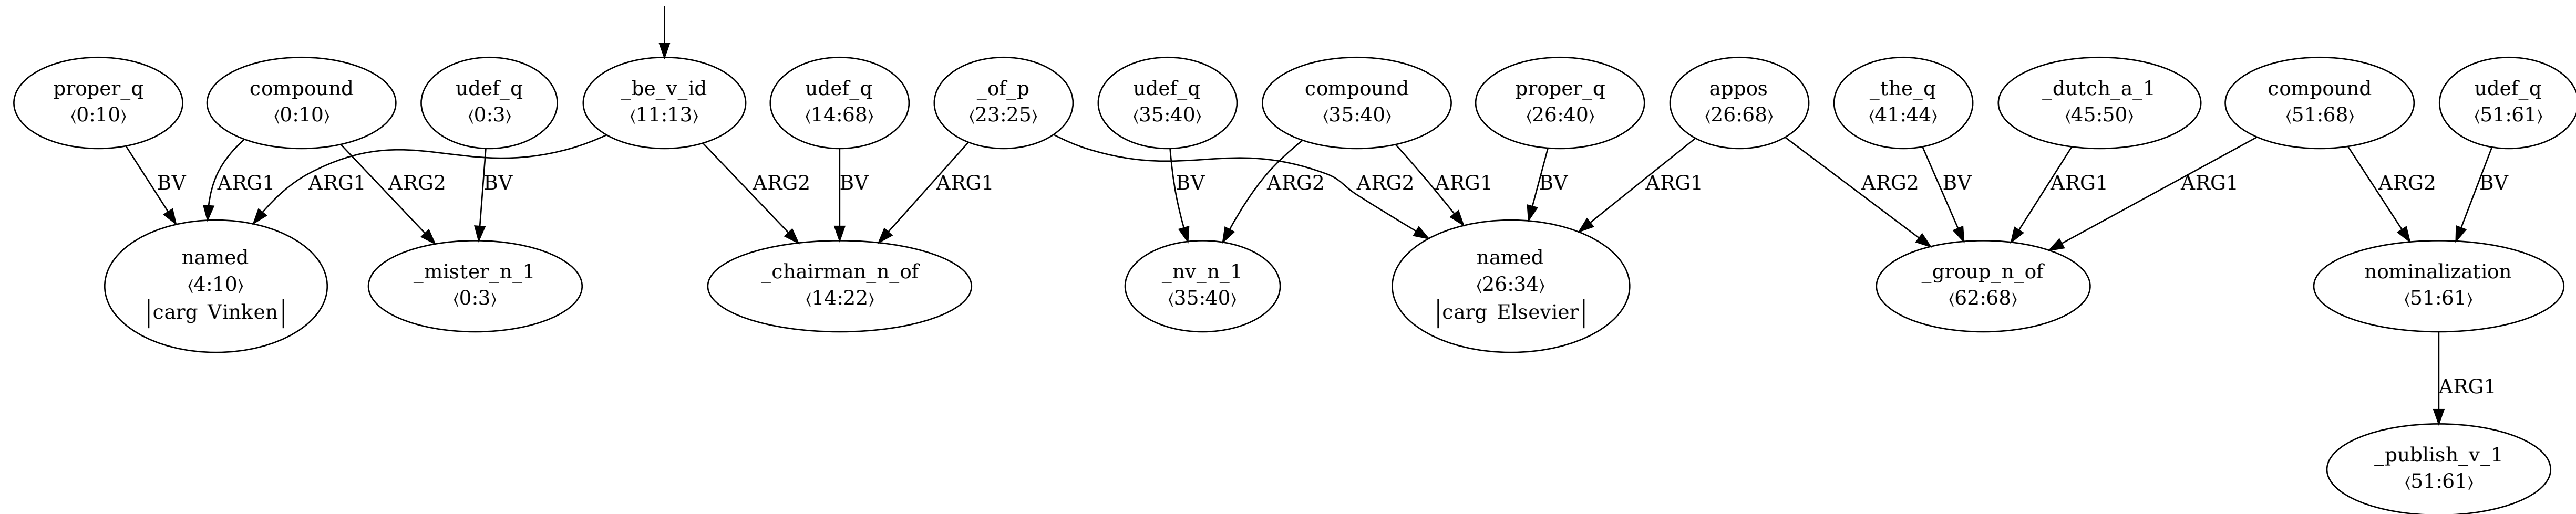 proper_q
⟨0:10⟩
compound
⟨0:10⟩
udef_q
⟨0:3⟩
_be_v_id
⟨11:13⟩
udef_q
⟨14:68⟩
_of_p
⟨23:25⟩
udef_q
⟨35:40⟩
compound
⟨35:40⟩
proper_q
⟨26:40⟩
appos
⟨26:68⟩
_the_q
⟨41:44⟩
_dutch_a_1
⟨45:50⟩
compound
⟨51:68⟩
udef_q
⟨51:61⟩
BV
ARG1
ARG1
ARG2
BV
ARG2
BV
ARG1
BV
ARG2
ARG2
ARG1
BV
ARG1
ARG2
BV
ARG1
ARG1
ARG2
BV
named
⟨4:10⟩
|carg Vinken|
_mister_n_1
⟨0:3⟩
_chairman_n_of
⟨14:22⟩
_nv_n_1
⟨35:40⟩
named
⟨26:34⟩
|carg Elsevier|
_group_n_of
⟨62:68⟩
nominalization
⟨51:61⟩
ARG1
_publish_v_1
⟨51:61⟩